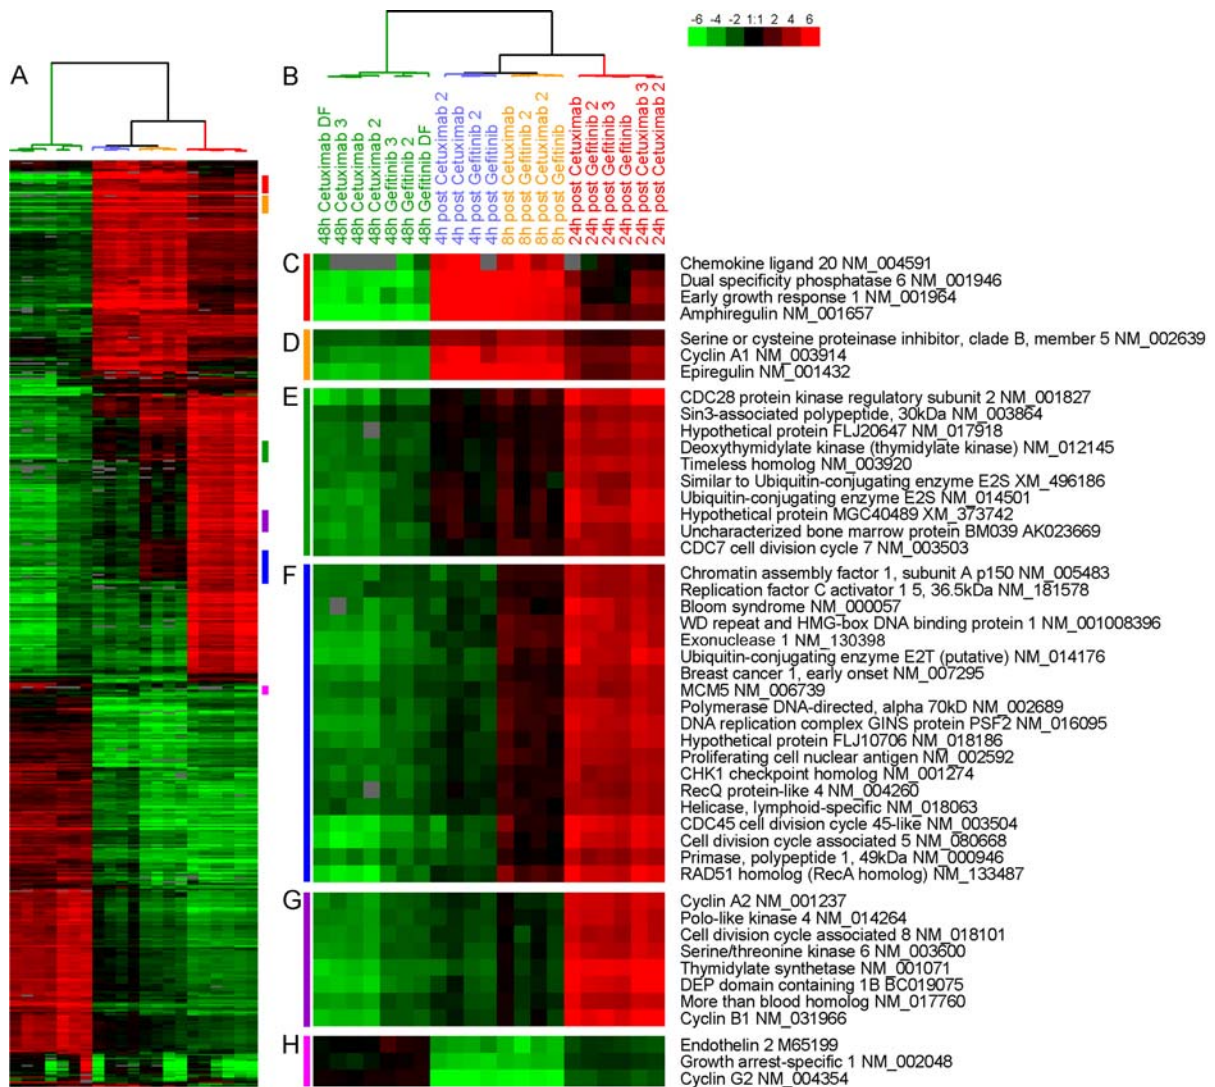 -6 -4 -2 1:1 2 4 6
A
B
48h Cetuximab DF
48h Cetuximab 3
48h Cetuximab
48h Cetuximab 2
48h Gefitinib 3
48h Gefitinib 2
48h Gefitinib DF
4h post Cetuximab 2
4h post Cetuximab
4h post Gefitinib 2
4h post Gefitinib
8h post Cetuximab
8h post Gefitinib 2
8h post Cetuximab 2
8h post Gefitinib
24h post Cetuximab
24h post Gefitinib 2
24h post Gefitinib 3
24h post Gefitinib
24h post Cetuximab 3
24h post Cetuximab 2
C
Chemokine ligand 20 NM_004591
Dual specificity phosphatase 6 NM_001946
Early growth response 1 NM_001964
Amphiregulin NM_001657
D
Serine or cysteine proteinase inhibitor, clade B, member 5 NM_002639
Cyclin A1 NM_003914
Epiregulin NM_001432
E
CDC28 protein kinase regulatory subunit 2 NM_001827
Sin3-associated polypeptide, 30kDa NM_003864
Hypothetical protein FLJ20647 NM_017918
Deoxythymidylate kinase (thymidylate kinase) NM_012145
Timeless homolog NM_003920
Similar to Ubiquitin-conjugating enzyme E2S XM_496186
Ubiquitin-conjugating enzyme E2S NM_014501
Hypothetical protein MGC40489 XM_373742
Uncharacterized bone marrow protein BM039 AK023669
CDC7 cell division cycle 7 NM_003503
F
Chromatin assembly factor 1, subunit A p150 NM_005483
Replication factor C activator 1 5, 36.5kDa NM_181578
Bloom syndrome NM_000057
WD repeat and HMG-box DNA binding protein 1 NM_001008396
Exonuclease 1 NM_130398
Ubiquitin-conjugating enzyme E2T (putative) NM_014176
Breast cancer 1, early onset NM_007295
MCM5 NM_006739
Polymerase DNA-directed, alpha 70kD NM_002689
DNA replication complex GINS protein PSF2 NM_016095
Hypothetical protein FLJ10706 NM_018186
Proliferating cell nuclear antigen NM_002592
CHK1 checkpoint homolog NM_001274
RecQ protein-like 4 NM_004260
Helicase, lymphoid-specific NM_018063
CDC45 cell division cycle 45-like NM_003504
Cell division cycle associated 5 NM_080668
Primase, polypeptide 1, 49kDa NM_000946
RAD51 homolog (RecA homolog) NM_133487
G
Cyclin A2 NM_001237
Polo-like kinase 4 NM_014264
Cell division cycle associated 8 NM_018101
Serine/threonine kinase 6 NM_003600
Thymidylate synthetase NM_001071
DEP domain containing 1B BC019075
More than blood homolog NM_017760
Cyclin B1 NM_031966
H
Endothelin 2 M65199
Growth arrest-specific 1 NM_002048
Cyclin G2 NM_004354